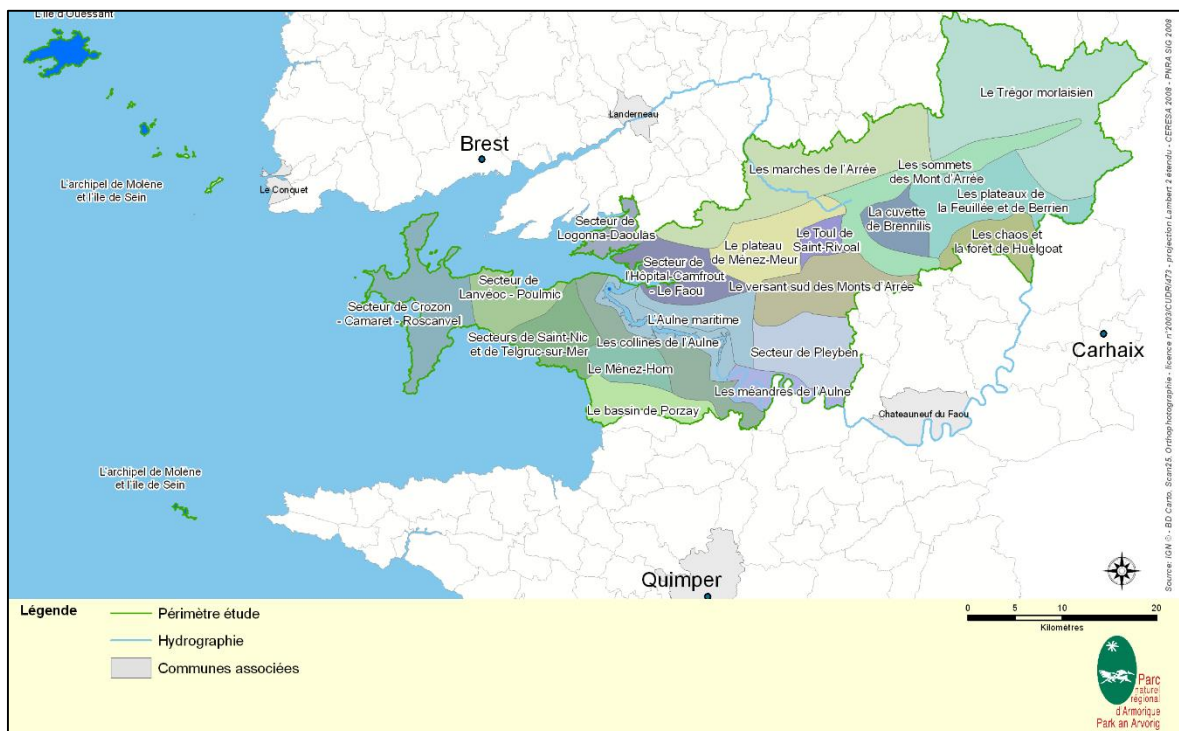 L'île d'Ouessant
Le Trégor morlaisien
Landerneau
Brest
Les marches de l'Arrée
Les sommets
des Mont d'Arrée
L'archipel de Molène
et l'île de Sein
Le Conquet
Les plateaux de
la Feuillée et de Berrien
La cuvette
de Brennilis
Secteur de
Logonna-Daoulas
Le Toul de
Saint-Rivoal
Les chaos et
la forêt de Huelgoat
Le plateau
de Ménez-Meur
Secteur de
l'Hôpital-Camfrout
- Le Faou
Secteur de
Lanvéoc - Poulmic
Le versant sud des Monts d'Arrée
Secteur de Crozon
- Camaret - Roscanvel
L'Aulne maritime
Secteurs de Saint-Nic
et de Telgruc-sur-Mer
Les collines de l'Aulne
Secteur de Pleyben
Carhaix
Le Ménez-Hom
Les méandres de l'Aulne
Le bassin de Porzay
Chateauneuf du Faou
L'archipel de Molène
et l'île de Sein
Quimper
Source: IGN © - BD Carto, Scan25, Orthophotographie - licence n°2003/CUDR/473 - projection Lambert 2 étendu - CERESA 2008 - PNRA SIG 2008
Légende
Périmètre étude
Hydrographie
Communes associées
0 5 10 20
Kilomètres
Parc
naturel
régional
d'Armorique
Park an Arvorig